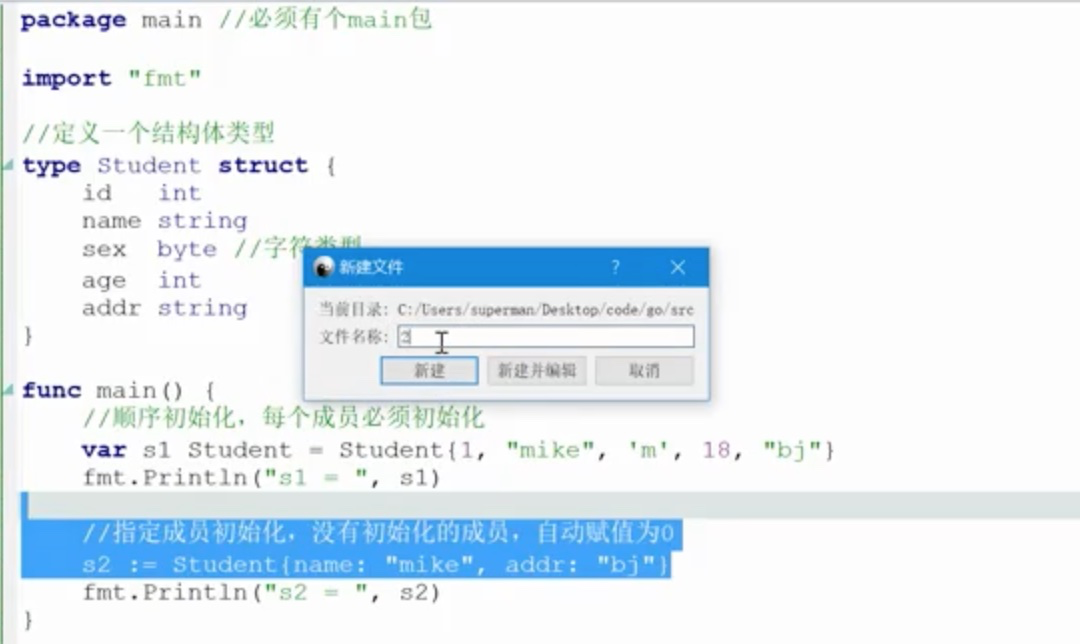 package main //必须有个main包
import "fmt"
//定义一个结构体类型
type Student struct {
id int
name string
sex byte //字符类型
age int
addr string
}
新建文件 ?
当前目录: C:/Users/superman/Desktop/code/go/src
文件名称: 2
新建 新建并编辑 取消
func main() {
//顺序初始化，每个成员必须初始化
var s1 Student = Student{1, "mike", 'm', 18, "bj"}
fmt.Println("s1 = ", s1)
//指定成员初始化，没有初始化的成员，自动赋值为0
s2 := Student{name: "mike", addr: "bj"}
fmt.Println("s2 = ", s2)
}